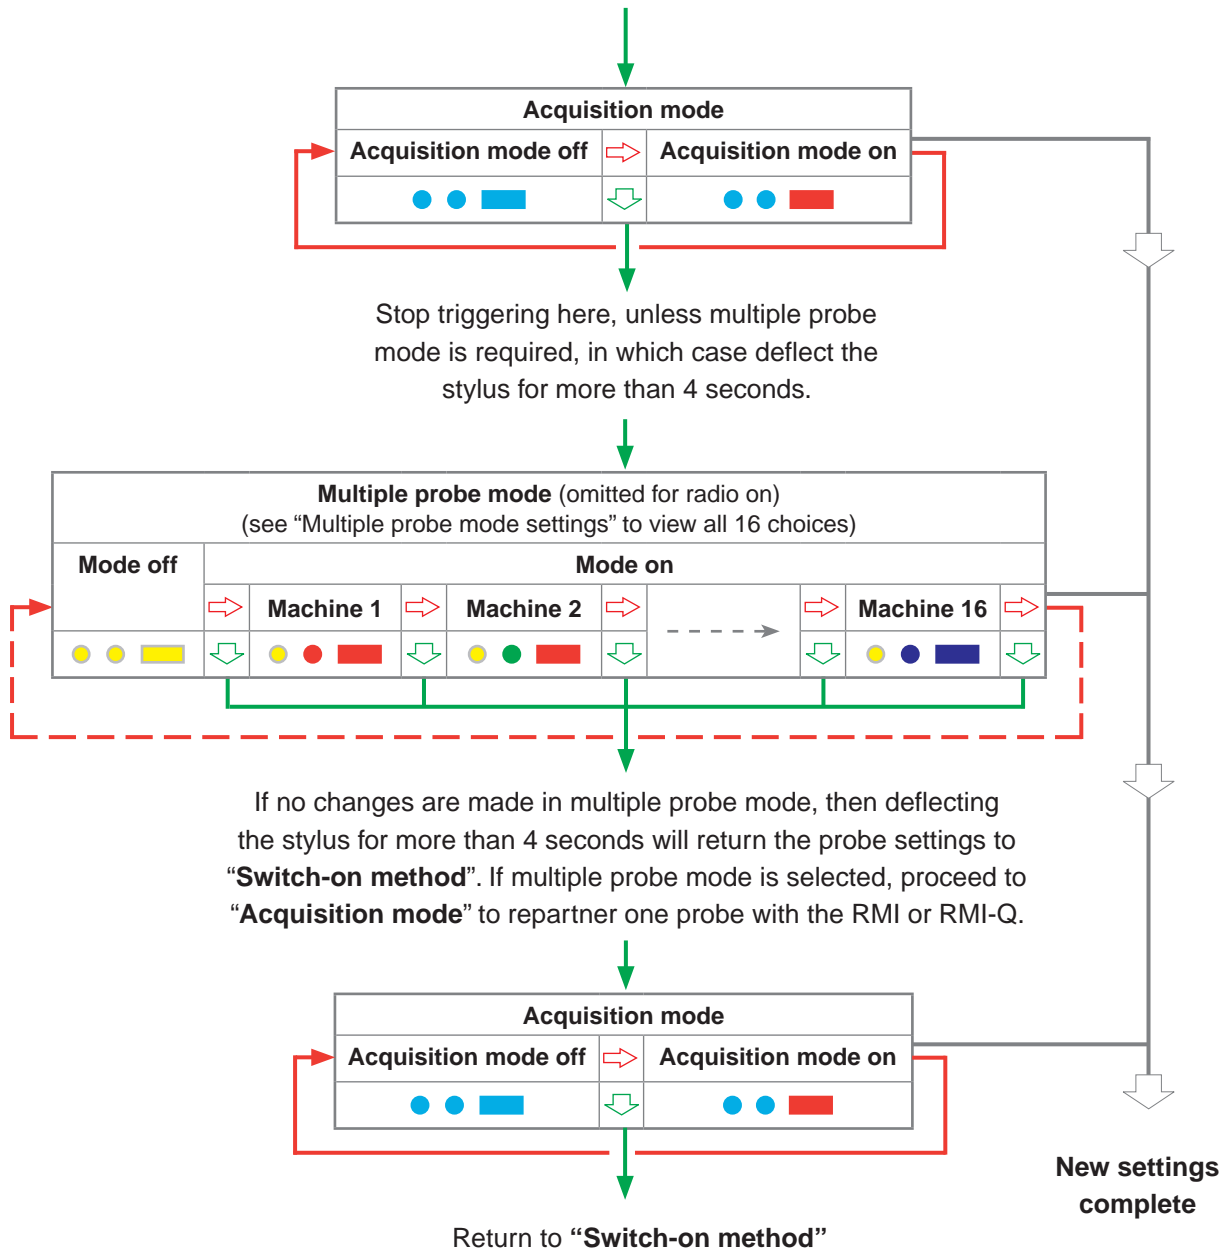 Acquisition mode
Acquisition mode off
Acquisition mode on
Stop triggering here, unless multiple probe
mode is required, in which case deflect the
stylus for more than 4 seconds.
Multiple probe mode (omitted for radio on)
(see “Multiple probe mode settings” to view all 16 choices)
Mode off
Mode on
Machine 1
Machine 2
Machine 16
If no changes are made in multiple probe mode, then deflecting
the stylus for more than 4 seconds will return the probe settings to
“Switch-on method”. If multiple probe mode is selected, proceed to
“Acquisition mode” to repartner one probe with the RMI or RMI-Q.
Acquisition mode
Acquisition mode off
Acquisition mode on
New settings
complete
Return to “Switch-on method”